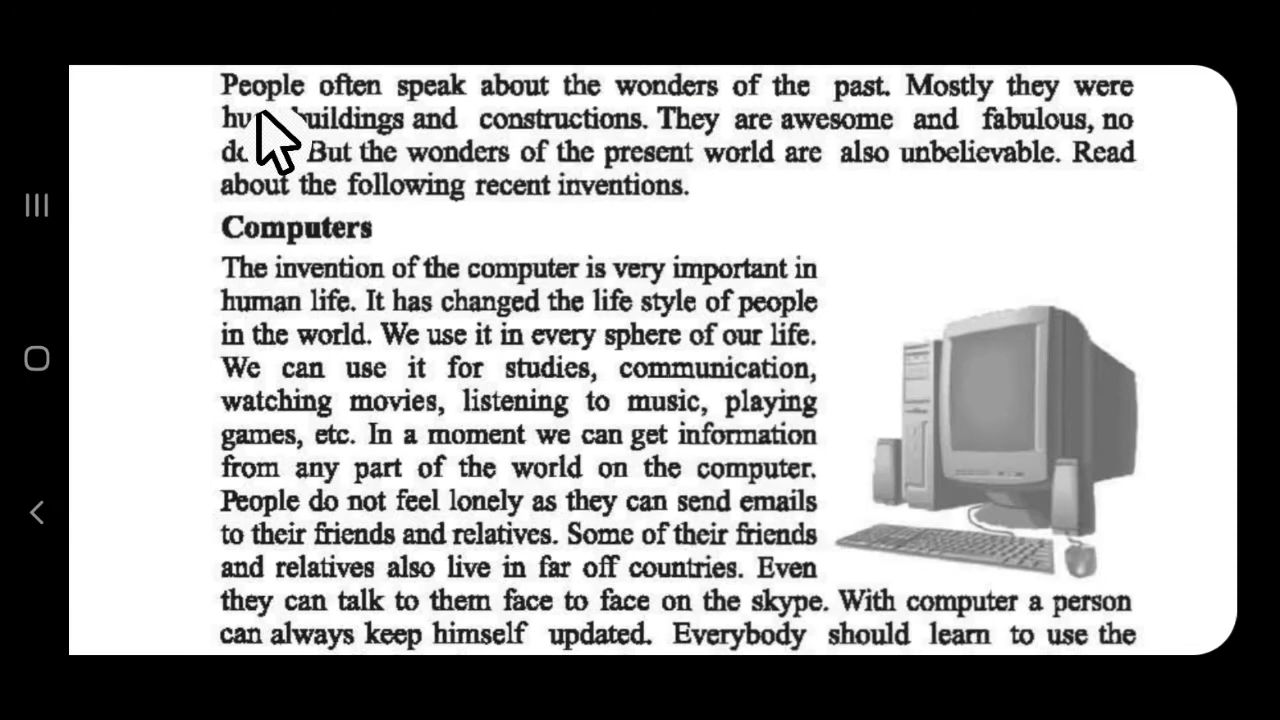 People often speak about the wonders of the past. Mostly they were
buildings and constructions. They are awesome and fabulous, no
But the wonders of the present world are also unbelievable. Read
about the following recent inventions.
Computers
The invention of the computer is very important in
human life. It has changed the life style of people
in the world. We use it in every sphere of our life.
We can use it for studies, communication,
watching movies, listening to music, playing
games, etc. In a moment we can get information
from any part of the world on the computer.
People do not feel lonely as they can send emails
to their friends and relatives. Some of their friends
and relatives also live in far off countries. Even
they can talk to them face to face on the skype. With computer a person
can always keep himself updated. Everybody should learn to use the